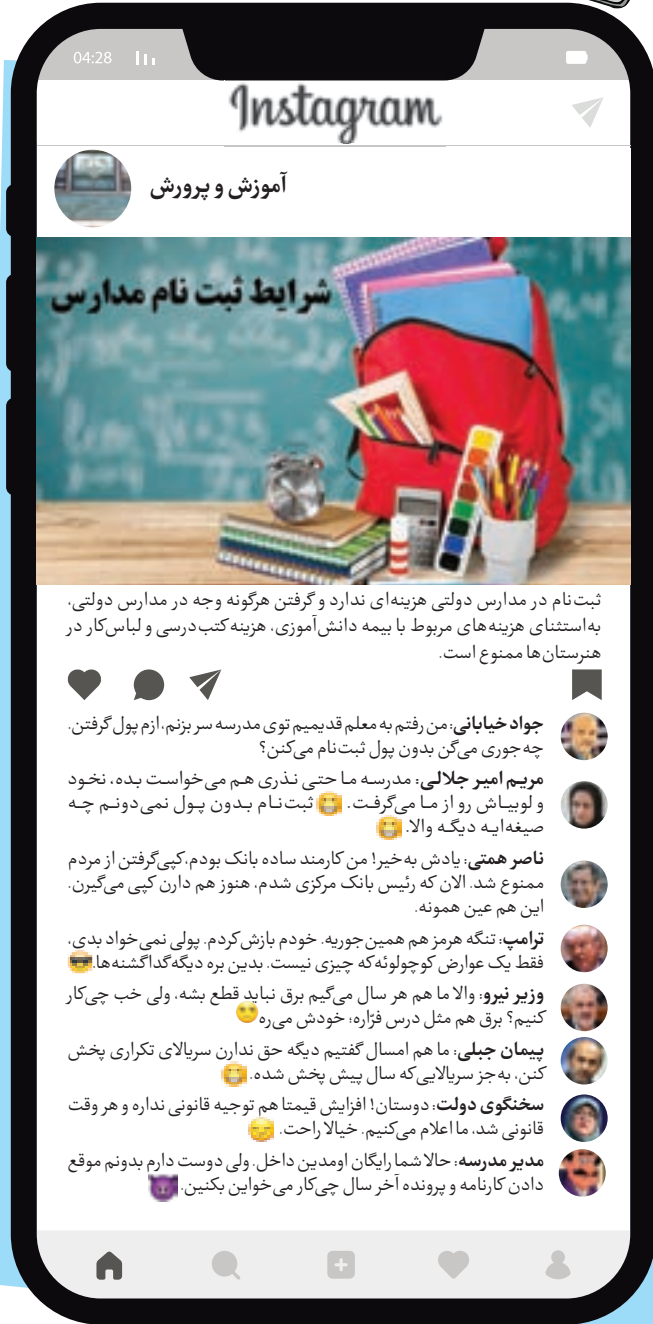 04:28
Instagram
آموزش و پرورش
شرایط ثبت نام مدارس
ثبت‌نام در مدارس دولتی هزینه‌ای ندارد و گرفتن هرگونه وجه در مدارس دولتی،
به‌استثنای هزینه‌های مربوط با بیمه دانش‌آموزی، هزینه کتب‌درسی و لباس‌کار در
هنرستان‌ها ممنوع است.
جواد خیابانی: من رفتم به معلم قدیمیم توی مدرسه سر بزنم، ازم پول گرفتن.
چه‌جوری می‌گن بدون پول ثبت‌نام می‌کنن؟
مریم امیر جلالی: مدرسه ما حتی نذری هم می‌خواست بده، نخود
و لوبیاش رو از ما می‌گرفت. 😬 ثبت‌نام بدون پول نمی‌دونم چه
صیغه‌ایه دیگه والا. 😬
ناصر همتی: یادش به‌خیر! من کارمند ساده بانک بودم، کپی‌گرفتن از مردم
ممنوع شد. الان که رئیس بانک مرکزی شدم، هنوز هم دارن کپی می‌گیرن.
این هم عین همونه.
ترامپ: تنگه هرمز هم همین‌جوریه. خودم بازش‌کردم. پولی نمی‌خواد بدی،
فقط یک عوارض کوچولوئه‌که چیزی نیست. بدین بره دیگه‌گداگشنه‌ها. 😎
وزیر نیرو: والا ما هم هر سال می‌گیم برق نباید قطع بشه، ولی خب چی‌کار
کنیم؟ برق هم مثل درس فرّاره؛ خودش می‌ره 🙄
پیمان جبلی: ما هم امسال گفتیم دیگه حق ندارن سریالای تکراری پخش
کنن، به‌جز سریالایی‌که سال پیش پخش شده. 😬
سخنگوی دولت: دوستان! افزایش قیمتا هم توجیه قانونی نداره و هر وقت
قانونی شد، ما اعلام می‌کنیم. خیالا راحت. 😌
مدیر مدرسه: حالا شما رایگان اومدین داخل. ولی دوست دارم بدونم موقع
دادن کارنامه و پرونده آخر سال چی‌کار می‌خواین بکنین. 😈